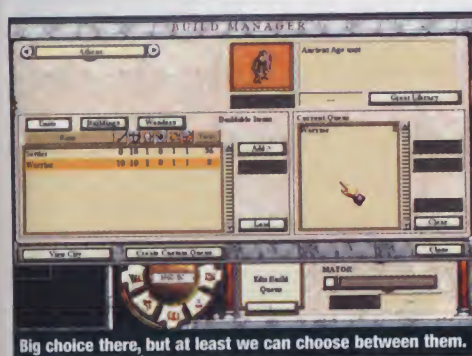 BUILD MANAGER
Athens
Ancient Age unit
Great Library
Units Buildings Wonders Buildable Items
Current Queue
Name Turns
Settler
Warrior
Warrior
Add >
Load
Clear
View City
Create Custom Queue
Close
Edit Build
Queue
MAYOR
Big choice there, but at least we can choose between them.